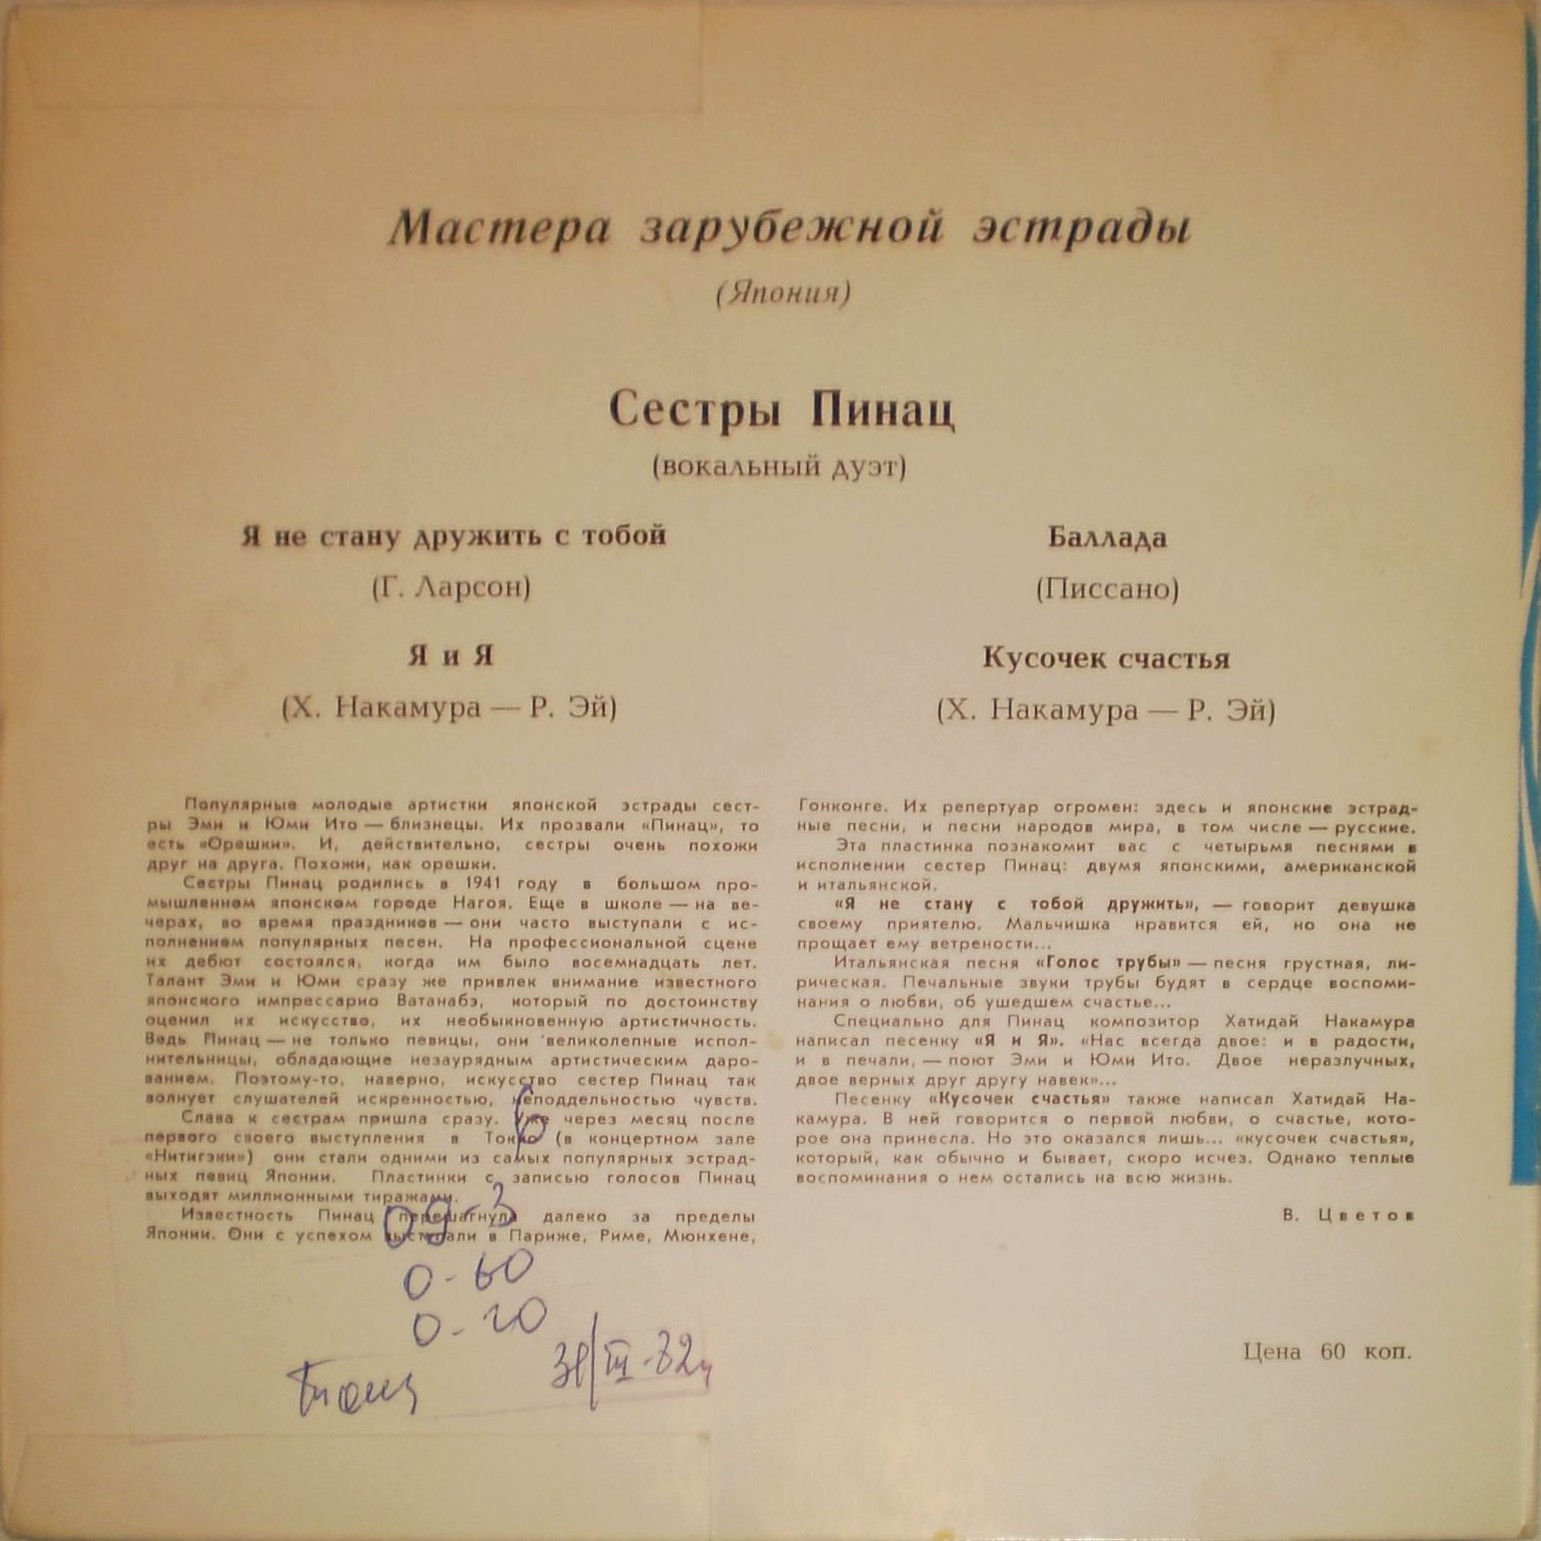 Мастера зарубежной эстрады
(Япония)
Сестры Пинац
(вокальный дуэт)
Я не стану дружить с тобой
(Г. Ларсон)
Я и Я
(Х. Накамура — Р. Эй)
Баллада
(Писсано)
Кусочек счастья
(Х. Накамура — Р. Эй)
Популярные молодые артистки японской эстрады сест-
ры Эми и Юми Ито — близнецы. Их прозвали «Пинац», то
есть «Орешки». И, действительно, сестры очень похожи
друг на друга. Похожи, как орешки.
Сестры Пинац родились в 1941 году в большом про-
мышленном японском городе Нагоя. Еще в школе — на ве-
черах, во время праздников — они часто выступали с ис-
полнением популярных песен. На профессиональной сцене
их дебют состоялся, когда им было восемнадцать лет.
Талант Эми и Юми сразу же привлек внимание известного
японского импрессарио Ватанабэ, который по достоинству
оценил их искусство, их необыкновенную артистичность.
Ведь Пинац — не только певицы, они великолепные испол-
нительницы, обладающие незаурядным артистическим даро-
ванием. Поэтому-то, наверно, искусство сестер Пинац так
волнует слушателей искренностью, неподдельностью чувств.
Слава к сестрам пришла сразу. Уже через месяц после
первого своего выступления в Токио (в концертном зале
«Нитигэки») они стали одними из самых популярных эстрад-
ных певиц Японии. Пластинки с записью голосов Пинац
выходят миллионными тиражами.
Известность Пинац перешагнула далеко за пределы
Японии. Они с успехом выступали в Париже, Риме, Мюнхене,
Гонконге. Их репертуар огромен: здесь и японские эстрад-
ные песни, и песни народов мира, в том числе — русские.
Эта пластинка познакомит вас с четырьмя песнями в
исполнении сестер Пинац: двумя японскими, американской
и итальянской.
«Я не стану с тобой дружить», — говорит девушка
своему приятелю. Мальчишка нравится ей, но она не
прощает ему ветрености...
Итальянская песня «Голос трубы» — песня грустная, ли-
рическая. Печальные звуки трубы будят в сердце воспоми-
нания о любви, об ушедшем счастье...
Специально для Пинац композитор Хатидай Накамура
написал песенку «Я и Я». «Нас всегда двое: и в радости,
и в печали, — поют Эми и Юми Ито. Двое неразлучных,
двое верных друг другу навек»...
Песенку «Кусочек счастья» также написал Хатидай На-
камура. В ней говорится о первой любви, о счастье, кото-
рое она принесла. Но это оказался лишь... «кусочек счастья»,
который, как обычно и бывает, скоро исчез. Однако теплые
воспоминания о нем остались на всю жизнь.
В. Цветов
0-60
0-20
Цена 60 коп.